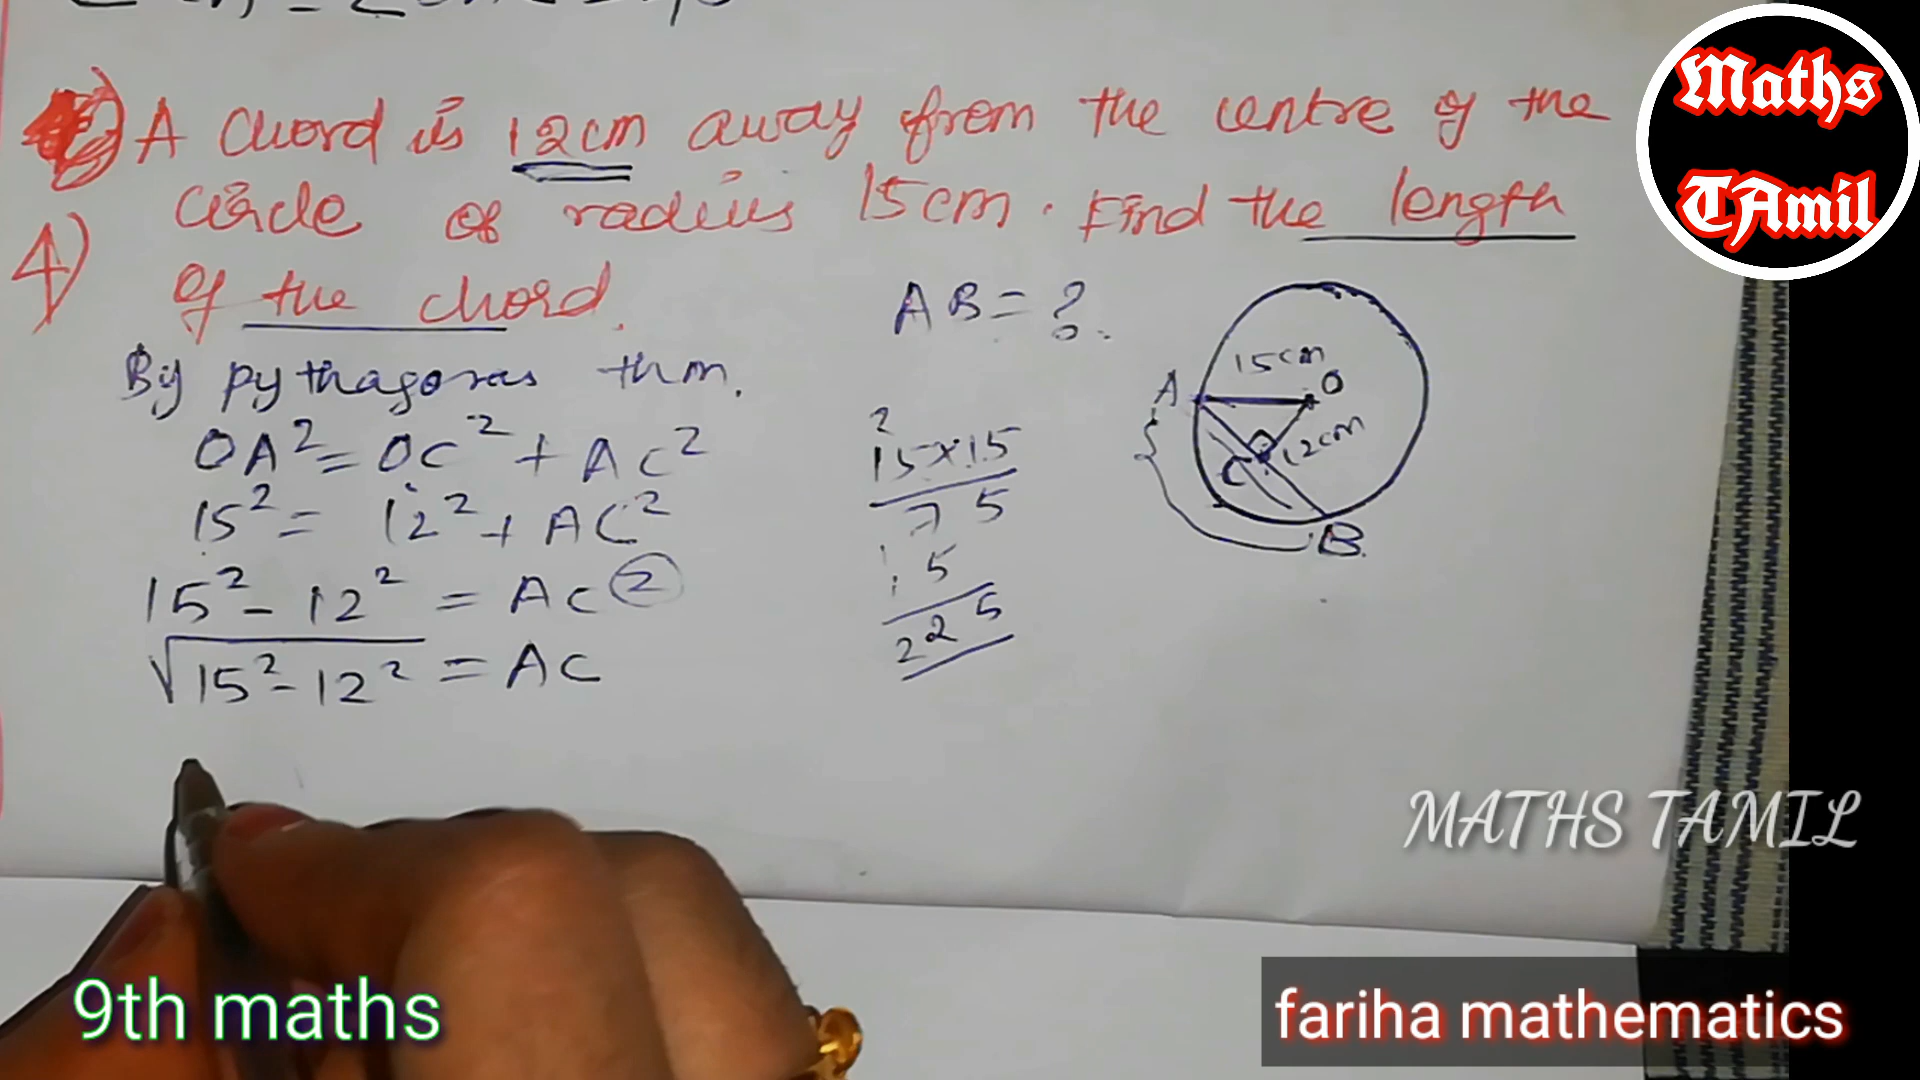 A chord is 12cm away from the centre of the
circle of radius 15cm. Find the length
4) of the chord.
AB = ?
By pythagoras thm.
OA² = OC² + AC²
15² = 12² + AC²
15² - 12² = AC²
√15² - 12² = AC
2
15×15
75
15
225
15cm
A
O
12cm
C
B
Maths
TAmil
MATHS TAMIL
9th maths
fariha mathematics